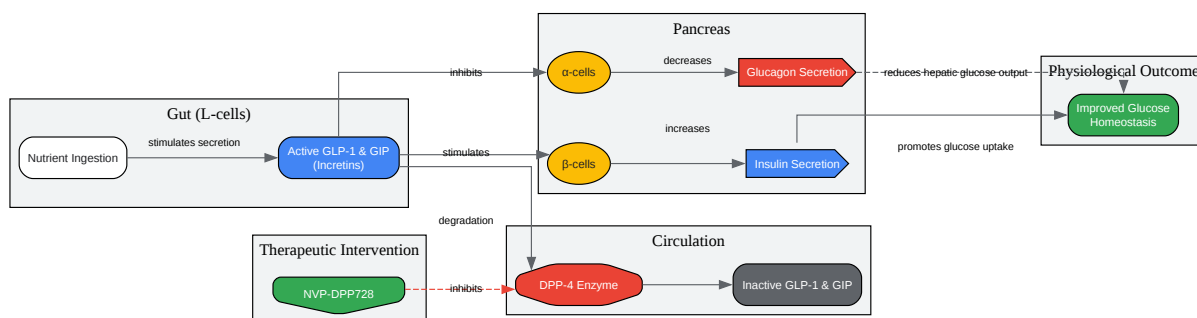 Pancreas
α-cells
decreases
Glucagon Secretion
inhibits
reduces hepatic glucose output
Physiological Outcome
Improved Glucose
Homeostasis
Gut (L-cells)
Nutrient Ingestion
stimulates secretion
Active GLP-1 & GIP
(Incretins)
stimulates
β-cells
increases
Insulin Secretion
promotes glucose uptake
degradation
Therapeutic Intervention
NVP-DPP728
inhibits
Circulation
DPP-4 Enzyme
Inactive GLP-1 & GIP